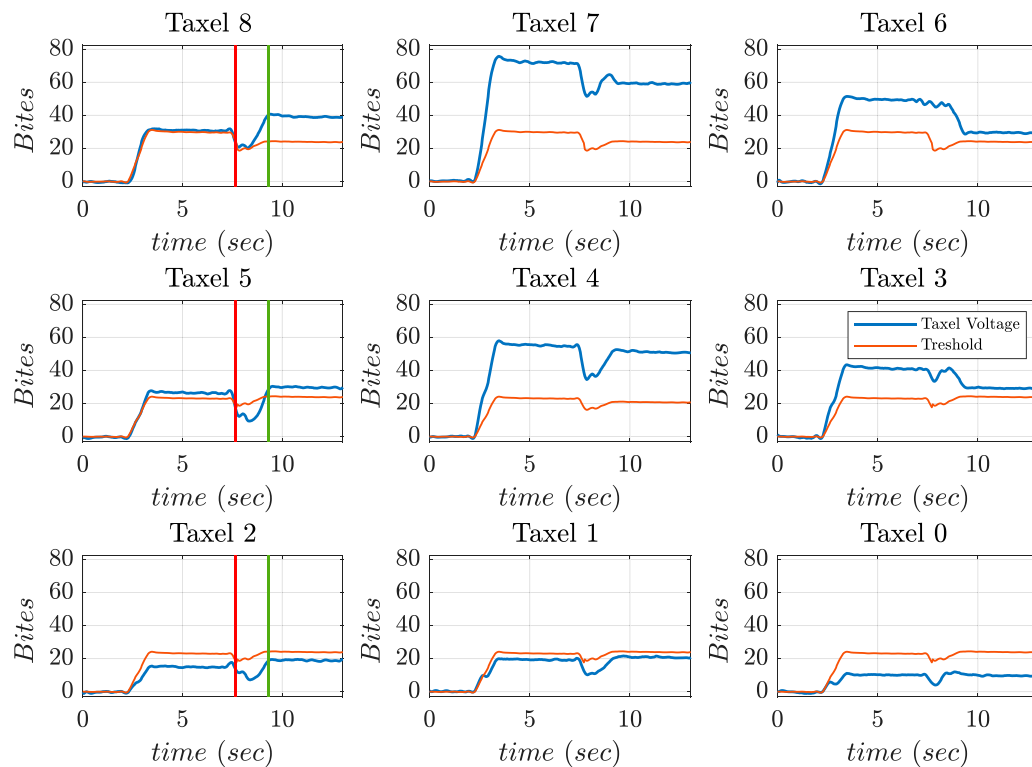 Taxel 8 Taxel 7 Taxel 6
80 80 80
60 60 60
40 40 40
20 20 20
0 0 0
Bites Bites Bites
0 5 10 0 5 10 0 5 10
time (sec) time (sec) time (sec)
Taxel 5 Taxel 4 Taxel 3
80 80 80
60 60 60
40 40 40
20 20 20
0 0 0
Bites Bites Bites
Taxel Voltage
Treshold
0 5 10 0 5 10 0 5 10
time (sec) time (sec) time (sec)
Taxel 2 Taxel 1 Taxel 0
80 80 80
60 60 60
40 40 40
20 20 20
0 0 0
Bites Bites Bites
0 5 10 0 5 10 0 5 10
time (sec) time (sec) time (sec)